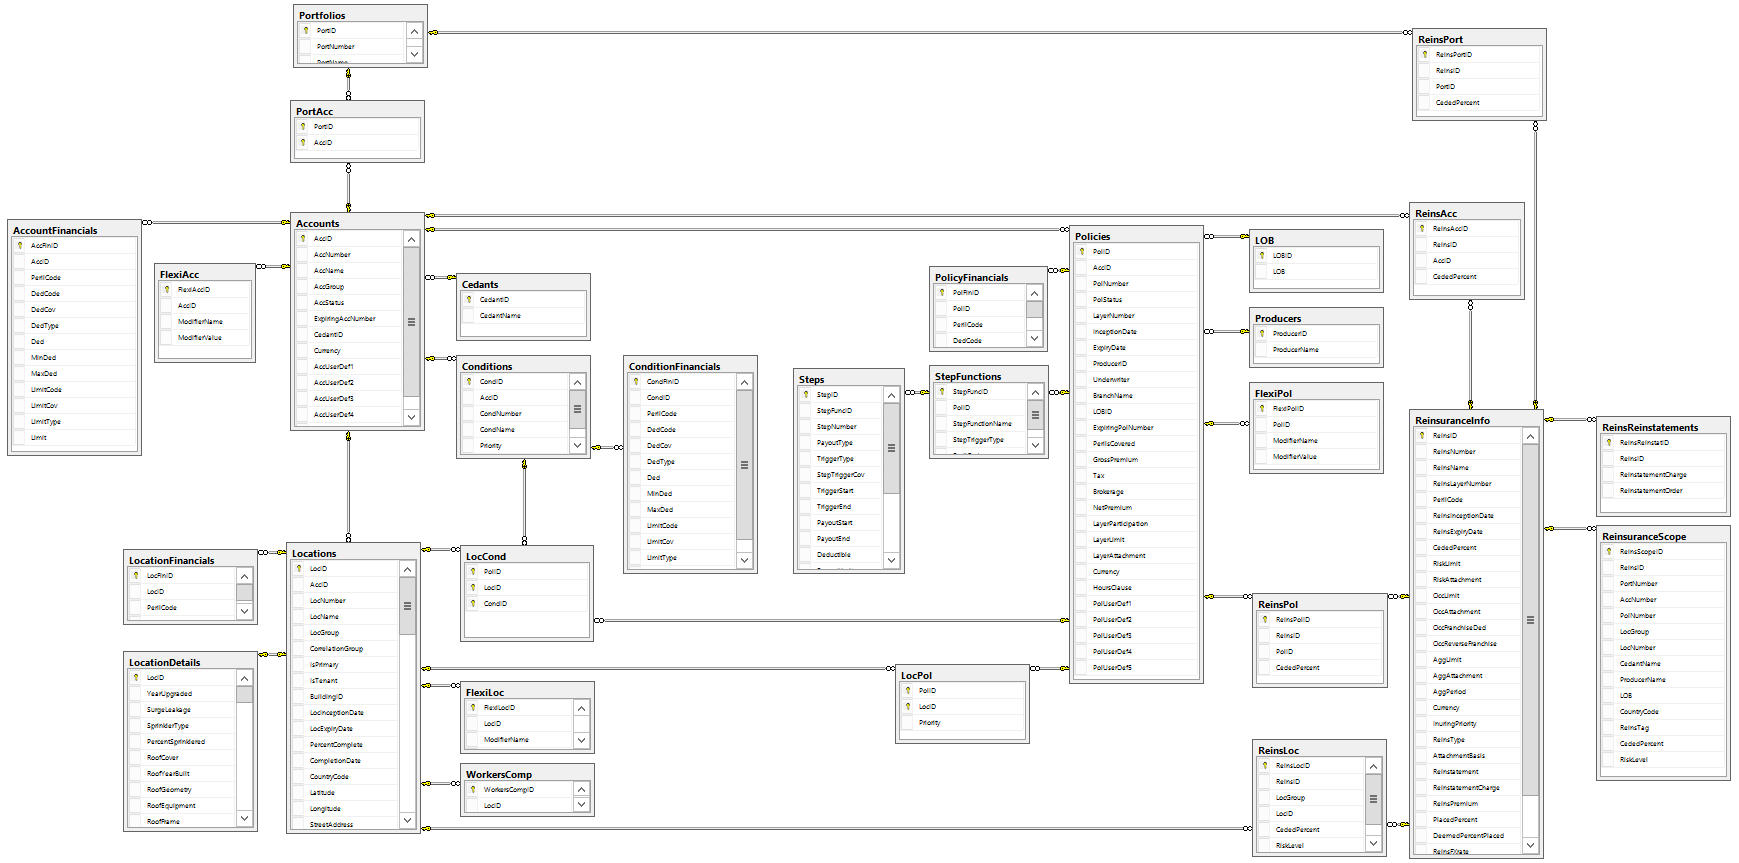 Portfolios
PortID
PortNumber
PortName
ReinsPort
ReinsPortID
ReinsID
PortID
CededPercent
PortAcc
PortID
AccID
AccountFinancials
AccFinID
AccID
PerilCode
DedCode
DedCov
DedType
Ded
MinDed
MaxDed
LimitCode
LimitCov
LimitType
Limit
FlexiAcc
FlexiAccID
AccID
ModifierName
ModifierValue
Accounts
AccID
AccNumber
AccName
AccGroup
AccStatus
ExpiringAccNumber
CedantID
Currency
AccUserDef1
AccUserDef2
AccUserDef3
AccUserDef4
Cedants
CedantID
CedantName
Conditions
CondID
AccID
CondNumber
CondName
Priority
ConditionFinancials
CondFinID
CondID
PerilCode
DedCode
DedCov
DedType
Ded
MinDed
MaxDed
LimitCode
LimitCov
LimitType
Steps
StepID
StepFuncID
StepNumber
PayoutType
TriggerType
StepTriggerCov
TriggerStart
TriggerEnd
PayoutStart
PayoutEnd
Deductible
PolicyFinancials
PolFinID
PolID
PerilCode
DedCode
StepFunctions
StepFuncID
PolID
StepFunctionName
StepTriggerType
Policies
PolID
AccID
PolNumber
PolStatus
LayerNumber
InceptionDate
ExpiryDate
ProducerID
Underwriter
BranchName
LOBID
ExpiringPolNumber
PerilsCovered
GrossPremium
Tax
Brokerage
NetPremium
LayerParticipation
LayerLimit
LayerAttachment
Currency
HoursClause
PolUserDef1
PolUserDef2
PolUserDef3
PolUserDef4
PolUserDef5
LOB
LOBID
LOB
Producers
ProducerID
ProducerName
FlexiPol
FlexiPolID
PolID
ModifierName
ModifierValue
ReinsAcc
ReinsAccID
ReinsID
AccID
CededPercent
ReinsuranceInfo
ReinsID
ReinsNumber
ReinsName
ReinsLayerNumber
PerilCode
ReinsInceptionDate
ReinsExpiryDate
CededPercent
RiskLimit
RiskAttachment
OccLimit
OccAttachment
OccFranchiseDed
OccReverseFranchise
AggLimit
AggAttachment
AggPeriod
Currency
InuringPriority
ReinsType
AttachmentBasis
Reinstatement
ReinstatementCharge
ReinsPremium
PlacedPercent
DeemedPercentPlaced
ReinsFXrate
ReinsReinstatements
ReinsReinstatID
ReinsID
ReinstatementCharge
ReinstatementOrder
ReinsuranceScope
ReinsScopeID
ReinsID
PortNumber
AccNumber
PolNumber
LocGroup
LocNumber
CedantName
ProducerName
LOB
CountryCode
ReinsTag
CededPercent
RiskLevel
LocationFinancials
LocFinID
LocID
PerilCode
LocationDetails
LocID
YearUpgraded
SurgeLeakage
SprinklerType
PercentSprinklered
RoofCover
RoofYearBuilt
RoofGeometry
RoofEquipment
RoofFrame
Locations
LocID
AccID
LocNumber
LocName
LocGroup
CorrelationGroup
IsPrimary
IsTenant
BuildingID
LocInceptionDate
LocExpiryDate
PercentComplete
CompletionDate
CountryCode
Latitude
Longitude
StreetAddress
LocCond
PolID
LocID
CondID
FlexiLoc
FlexiLocID
LocID
ModifierName
WorkersComp
WorkersCompID
LocID
LocPol
PolID
LocID
Priority
ReinsPol
ReinsPolID
ReinsID
PolID
CededPercent
ReinsLoc
ReinsLocID
ReinsID
LocGroup
LocID
CededPercent
RiskLevel